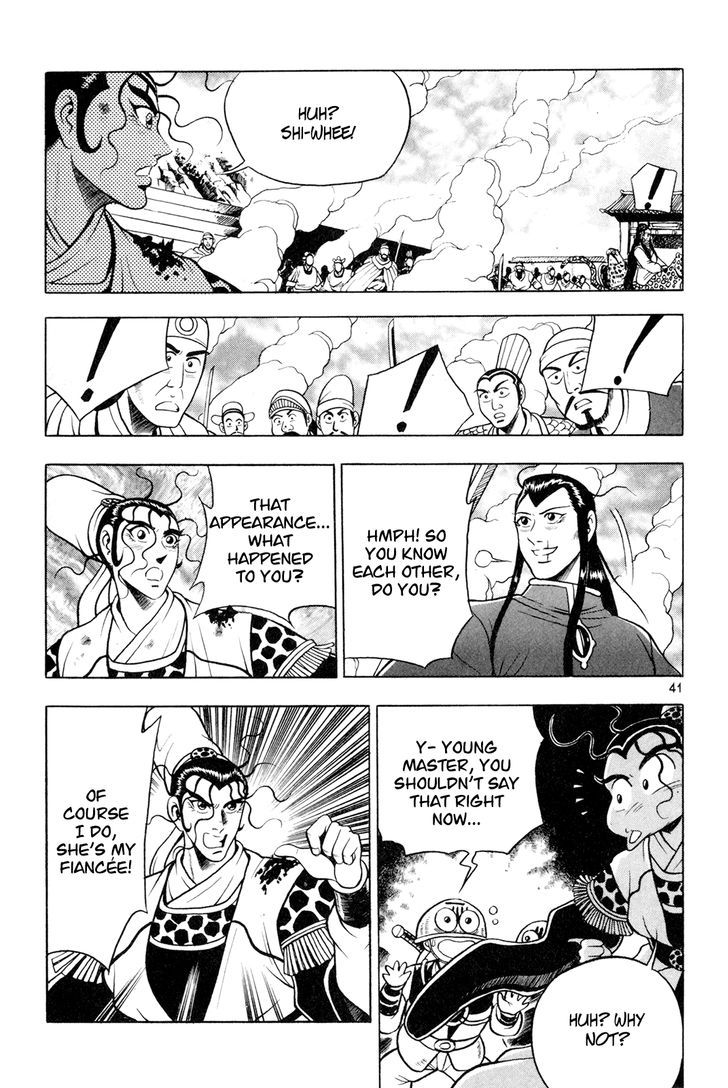 HUH?
SHI-WHEE!
!
!
!
!
THAT
APPEARANCE...
WHAT
HAPPENED
TO YOU?
HMPH! SO
YOU KNOW
EACH OTHER,
DO YOU?
41
OF
COURSE
I DO,
SHE'S MY
FIANCÉE!
Y- YOUNG
MASTER, YOU
SHOULDN'T SAY
THAT RIGHT
NOW...
HUH? WHY
NOT?